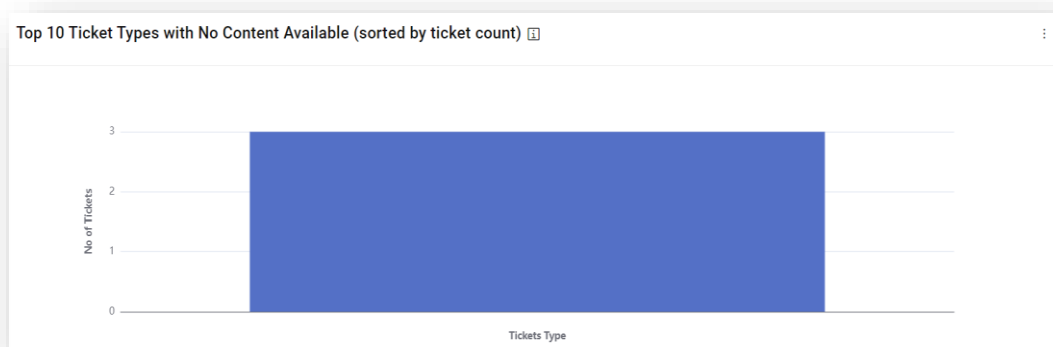 Top 10 Ticket Types with No Content Available (sorted by ticket count)
3
2
1
0
No of Tickets
Tickets Type